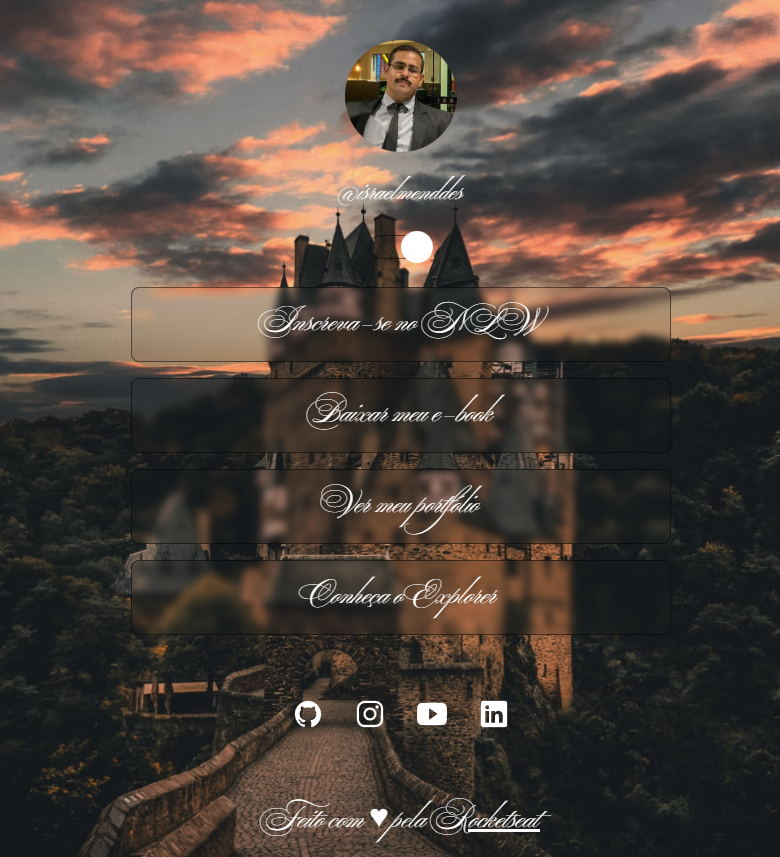 @israelmenddes
Inscreva-se no NLW
Baixar meu e-book
Ver meu portfólio
Conheça o Explorer
Feito com ♥ pela Rocketseat